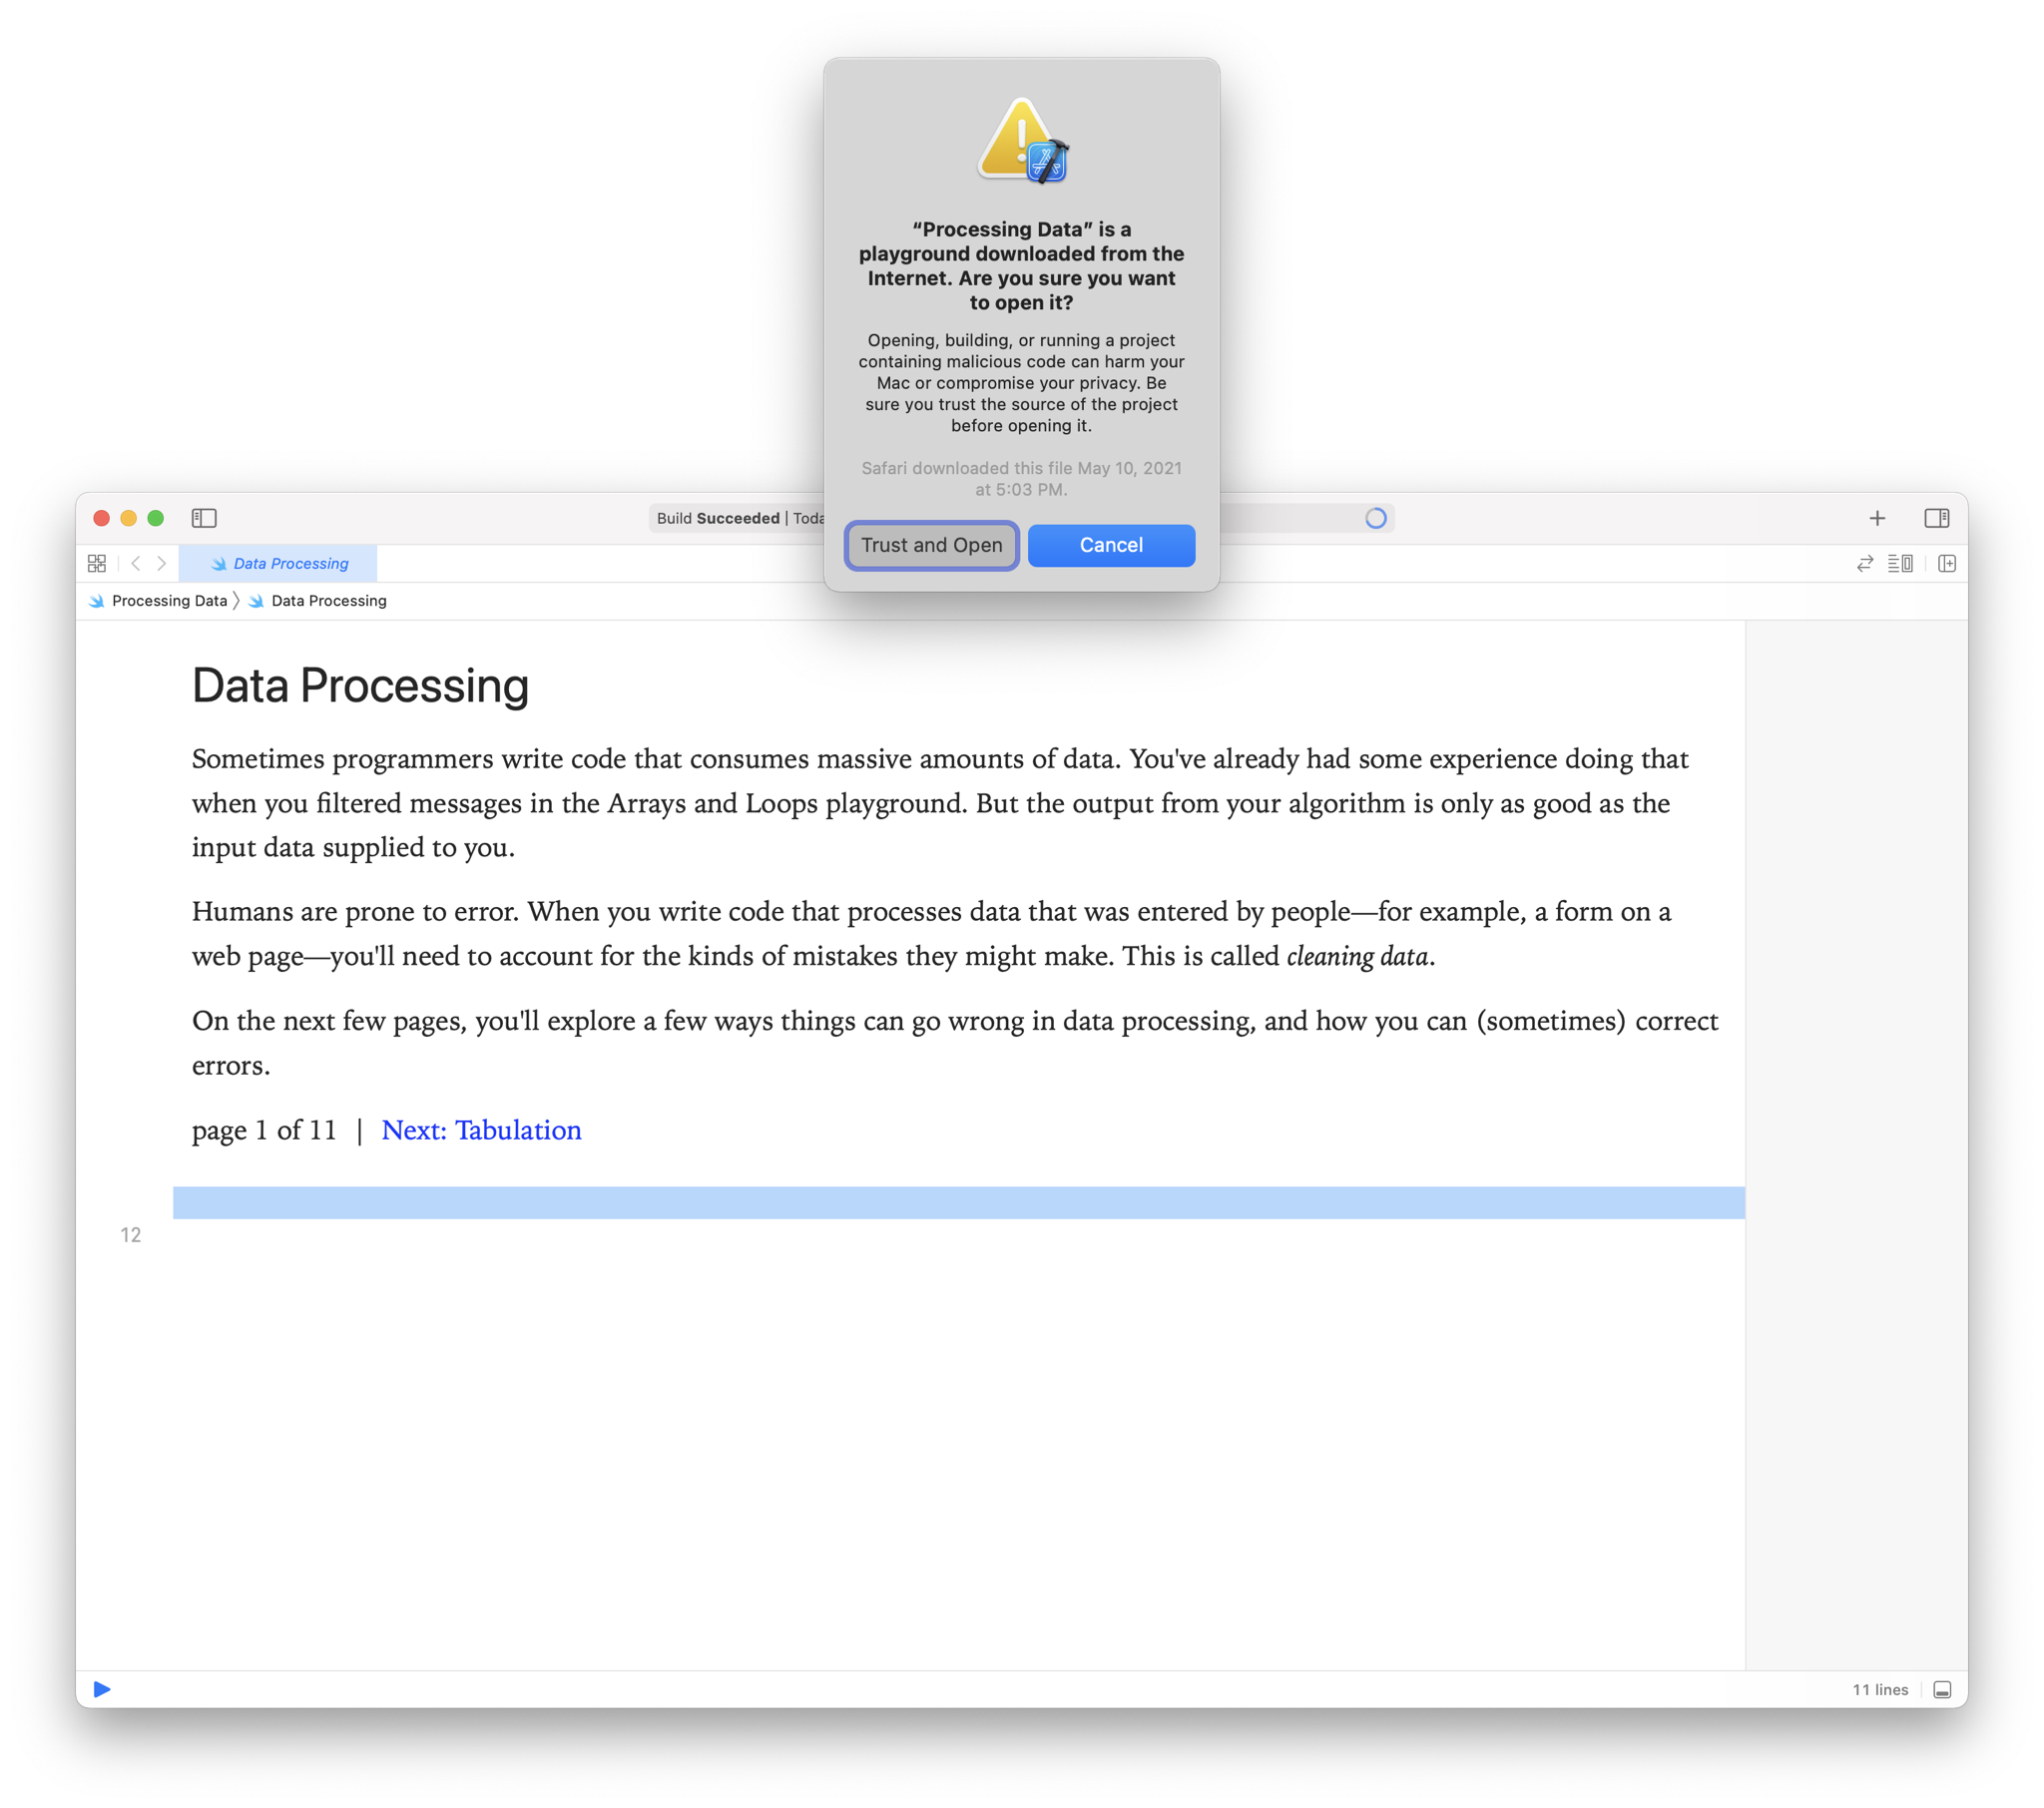 “Processing Data” is a
playground downloaded from the
Internet. Are you sure you want
to open it?
Opening, building, or running a project
containing malicious code can harm your
Mac or compromise your privacy. Be
sure you trust the source of the project
before opening it.
Safari downloaded this file May 10, 2021
at 5:03 PM.
Trust and Open
Cancel
Build Succeeded | Toda
Data Processing
Processing Data
Data Processing
Data Processing
Sometimes programmers write code that consumes massive amounts of data. You've already had some experience doing that
when you filtered messages in the Arrays and Loops playground. But the output from your algorithm is only as good as the
input data supplied to you.
Humans are prone to error. When you write code that processes data that was entered by people—for example, a form on a
web page—you'll need to account for the kinds of mistakes they might make. This is called cleaning data.
On the next few pages, you'll explore a few ways things can go wrong in data processing, and how you can (sometimes) correct
errors.
page 1 of 11 | Next: Tabulation
12
11 lines